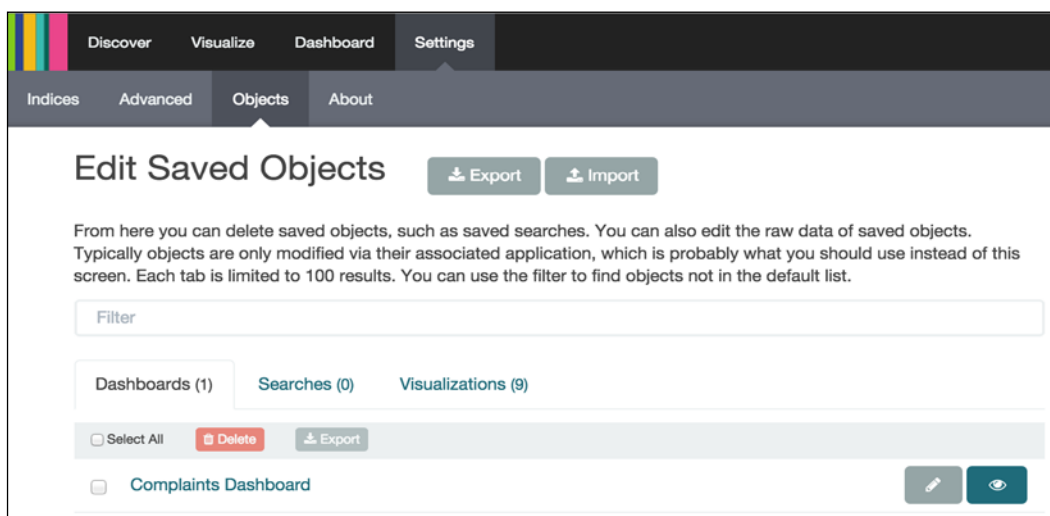 Discover Visualize Dashboard Settings
Indices Advanced Objects About
Edit Saved Objects Export Import
From here you can delete saved objects, such as saved searches. You can also edit the raw data of saved objects.
Typically objects are only modified via their associated application, which is probably what you should use instead of this
screen. Each tab is limited to 100 results. You can use the filter to find objects not in the default list.
Filter
Dashboards (1) Searches (0) Visualizations (9)
Select All Delete Export
Complaints Dashboard